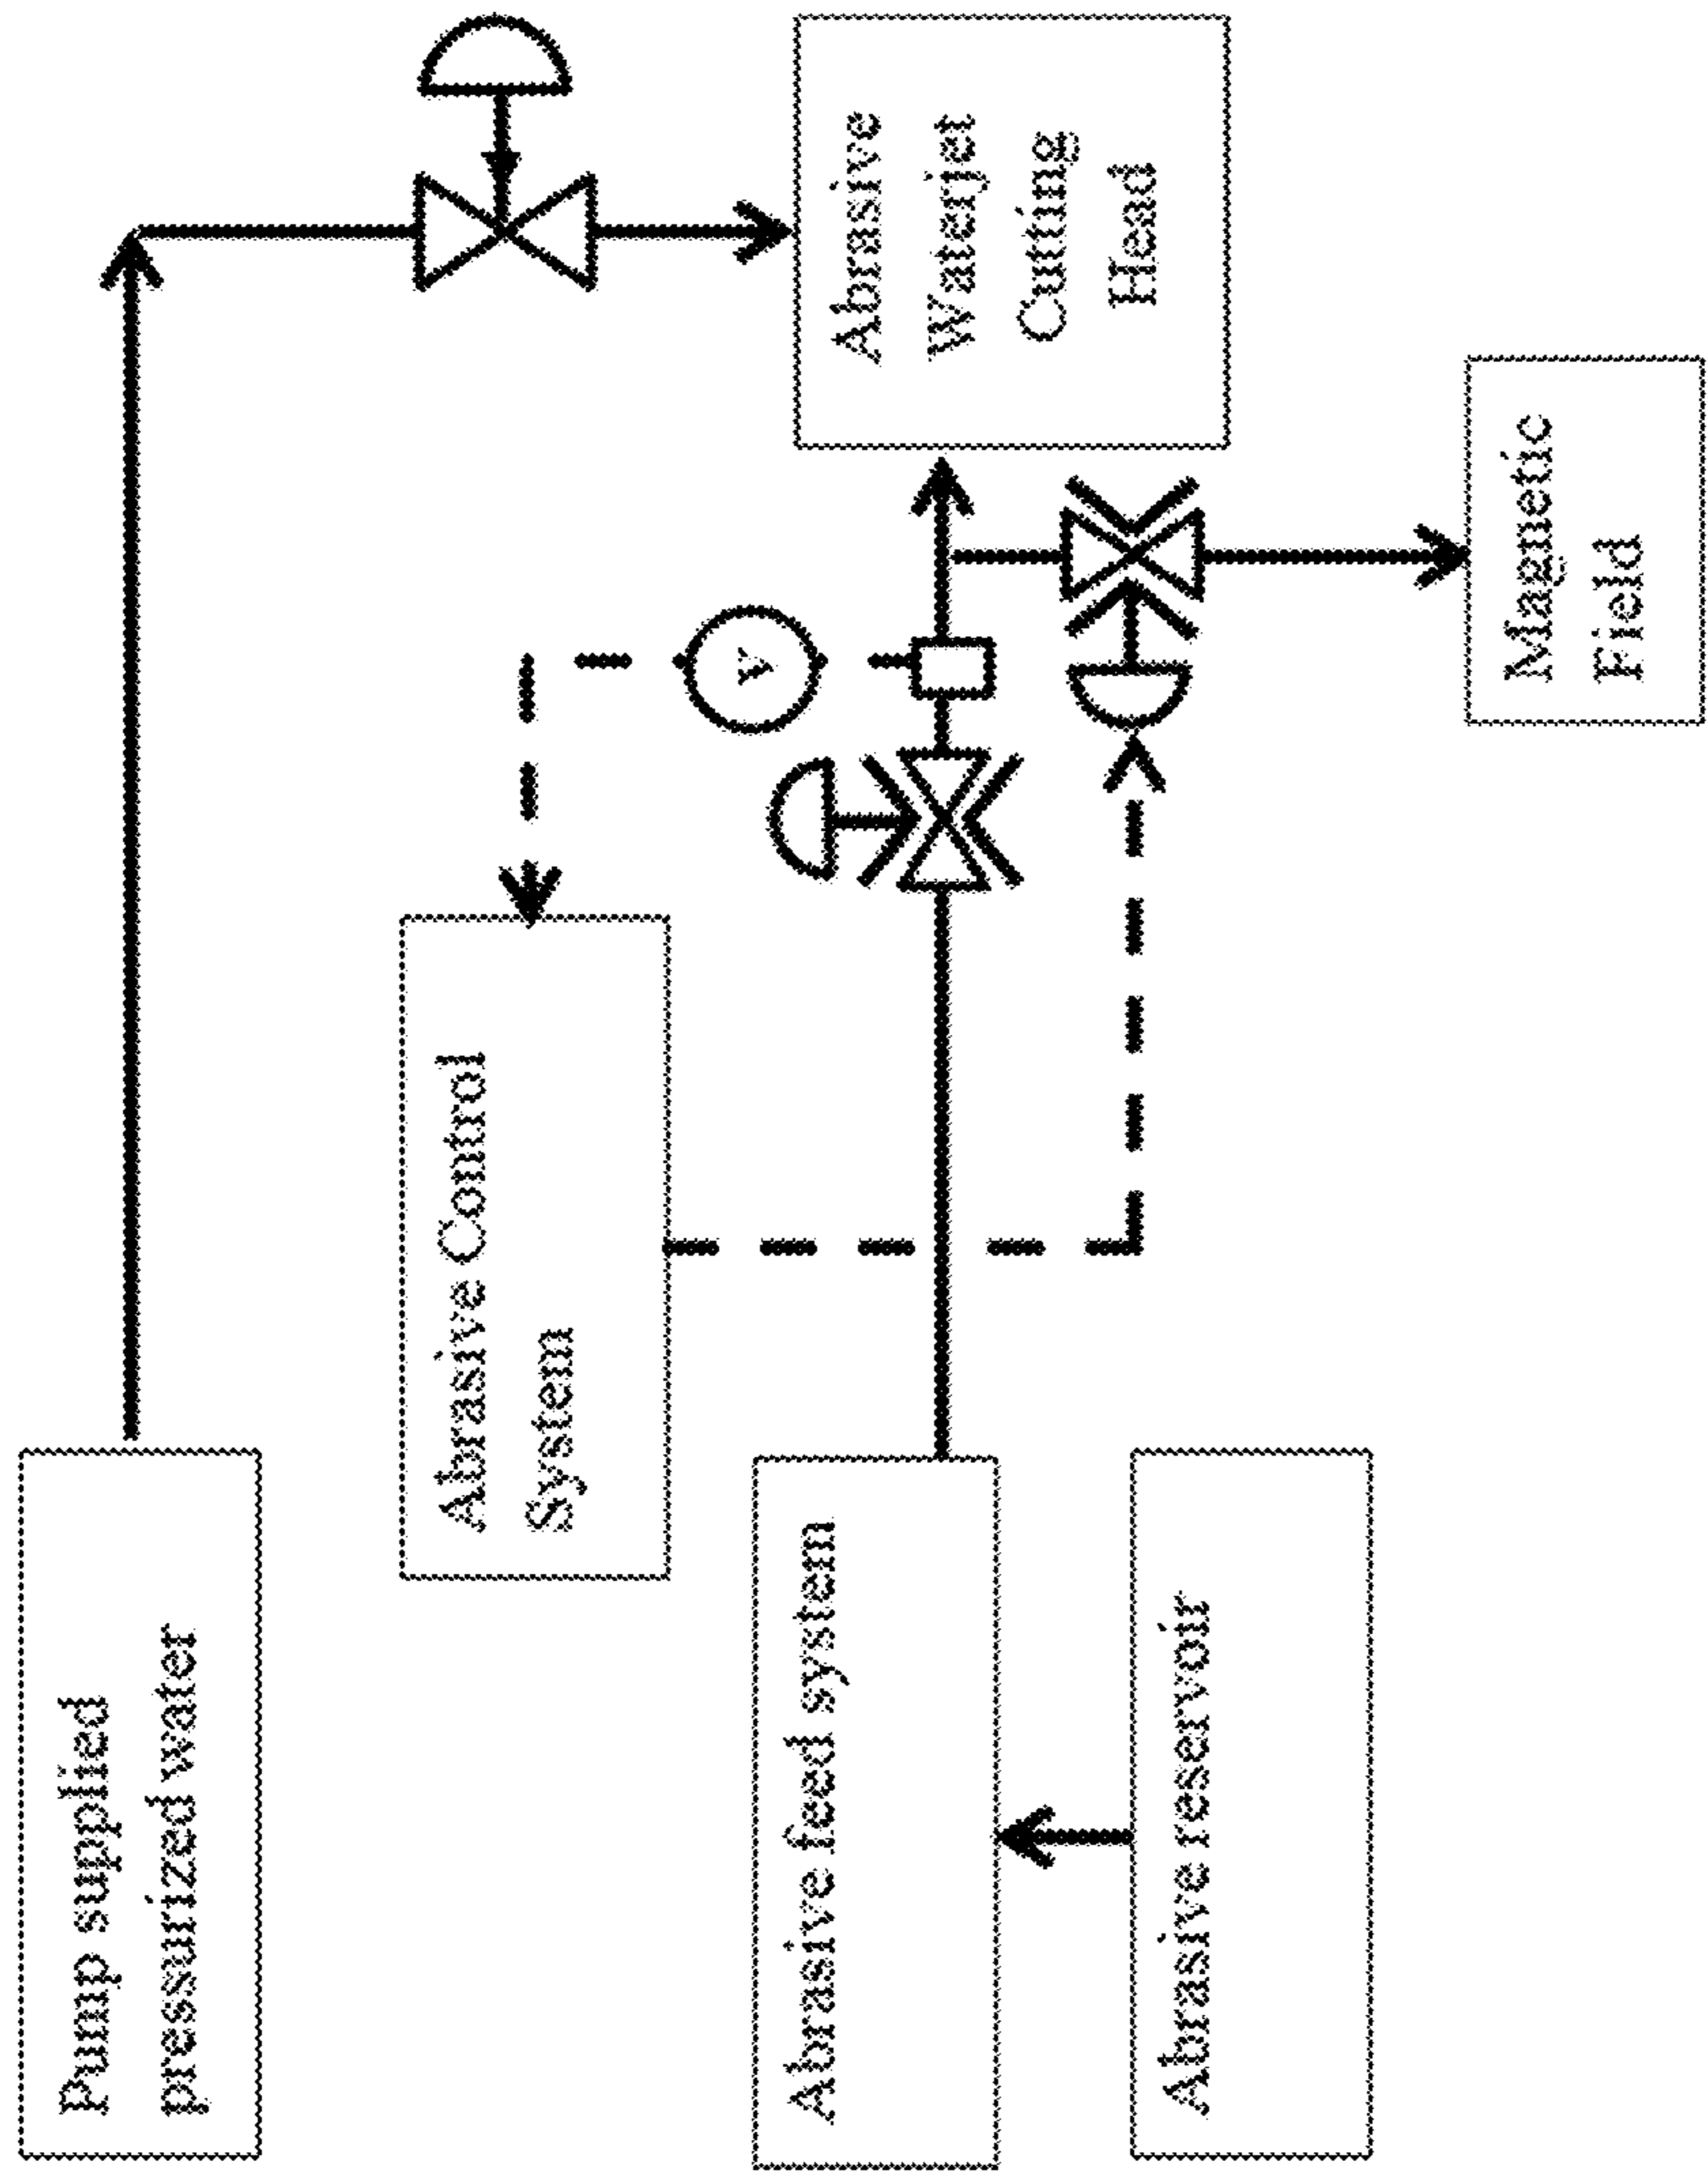 Pump supplied
pressurized water
Abrasive Control
System
Abrasive feed system
Abrasive reservoir
v
Abrasive
Waterjet
Cutting
Head
Magnetic
Field